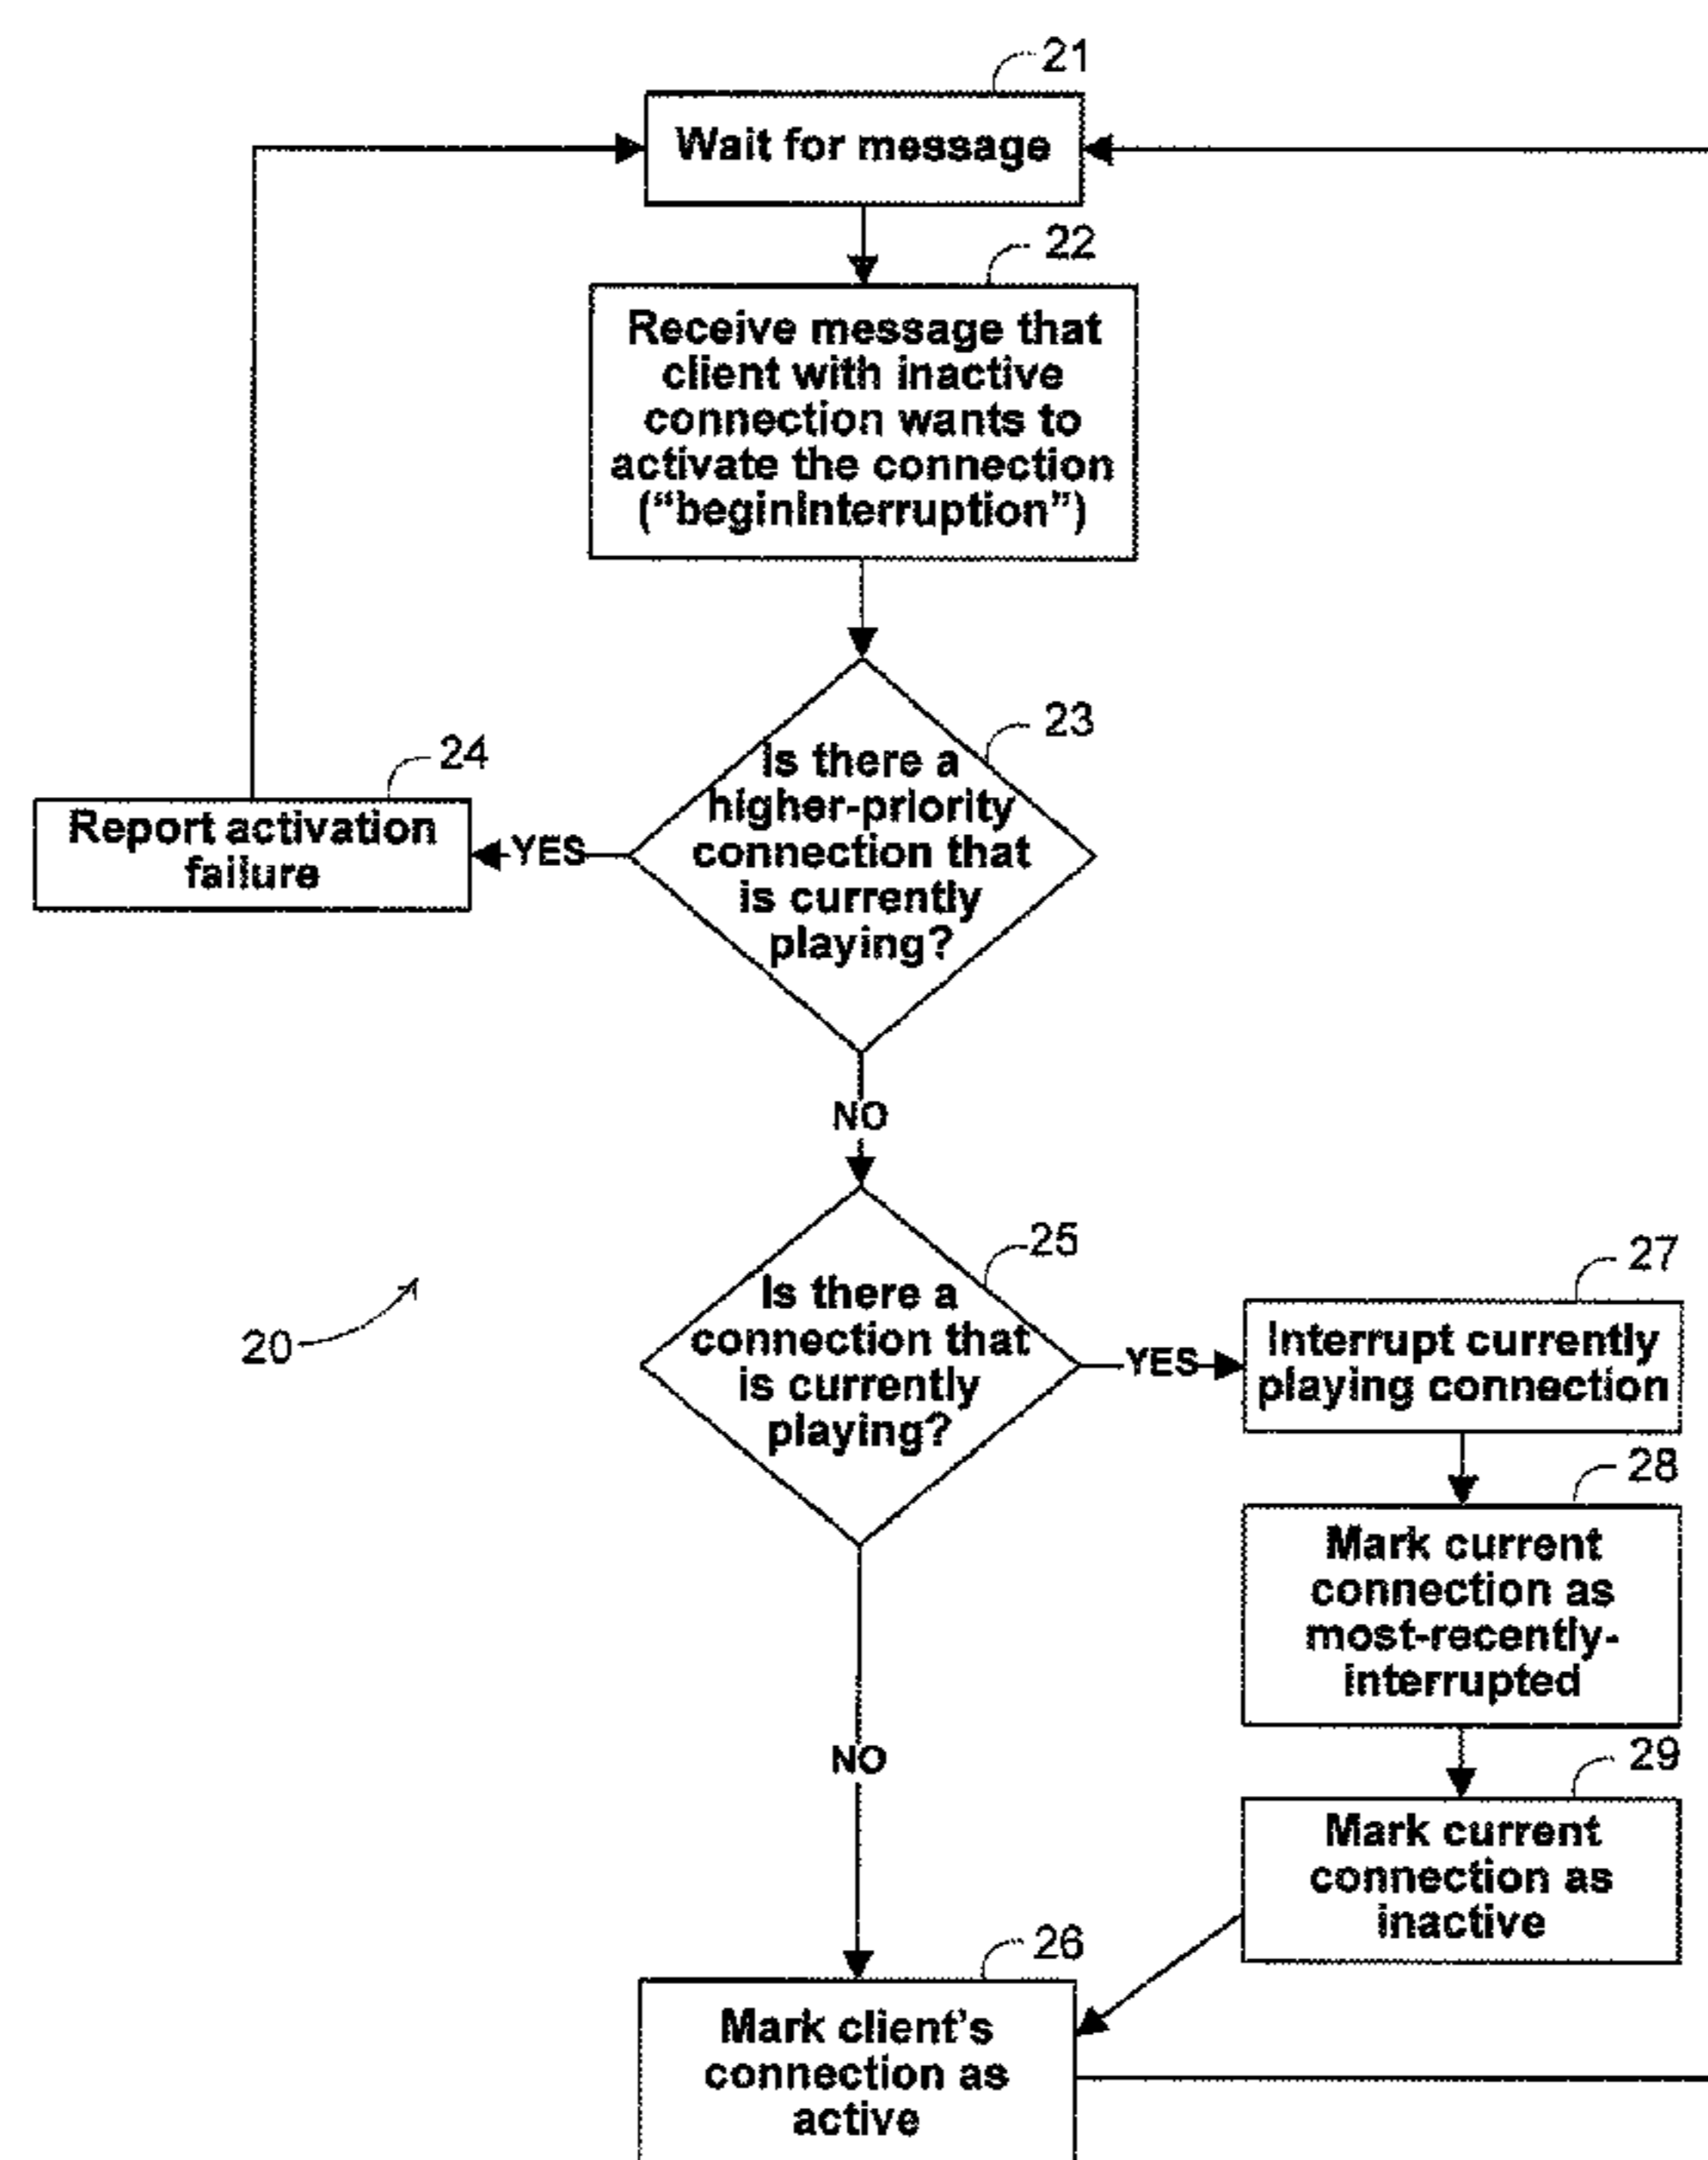 21
Wait for message
22
Receive message that
client with inactive
connection wants to
activate the connection
("beginInterruption")
23
Is there a
higher-priority
connection that
is currently
playing?
YES
24
Report activation
failure
NO
25
Is there a
connection that
is currently
playing?
YES
27
Interrupt currently
playing connection
20
28
Mark current
connection as
most-recently-
interrupted
NO
29
Mark current
connection as
inactive
26
Mark client's
connection as
active